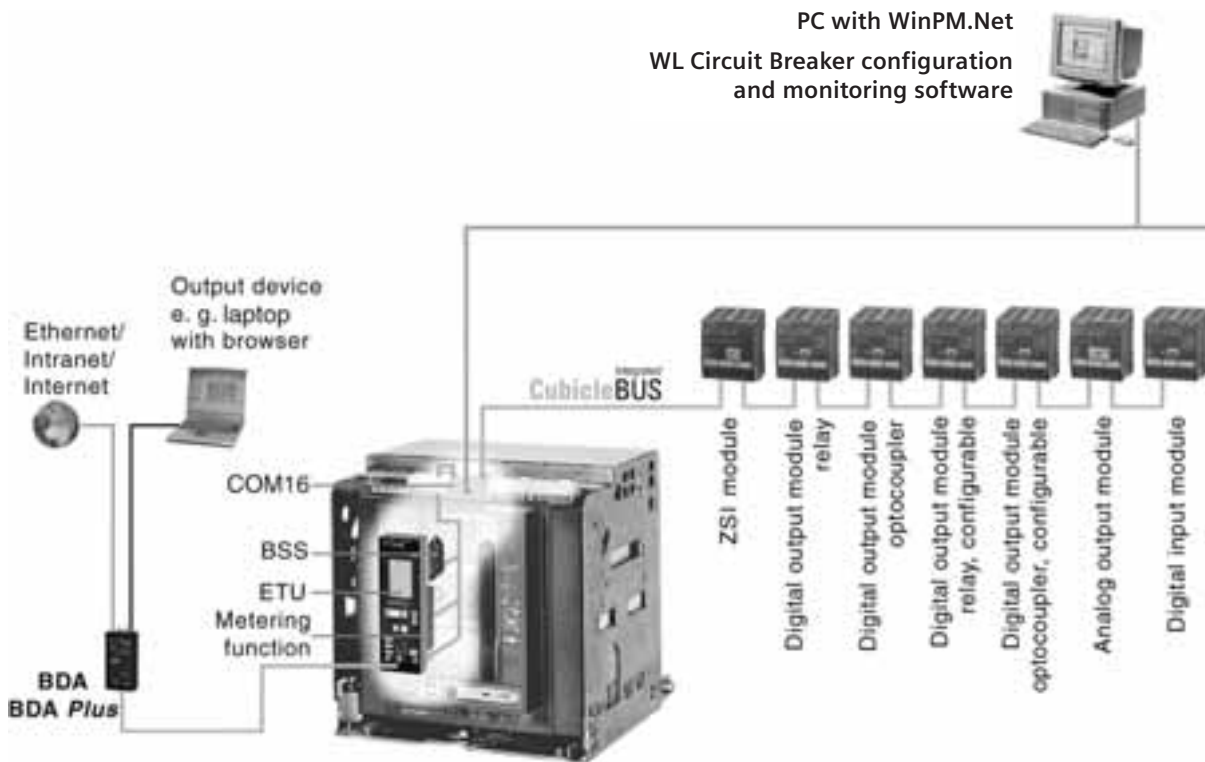 PC with WinPM.Net
WL Circuit Breaker configuration
and monitoring software
Output device
e. g. laptop
with browser
Ethernet/
Intranet/
Internet
integrated
CubicleBUS
COM16
BSS
ETU
Metering
function
BDA
BDA Plus
ZSI module
Digital output module
relay
Digital output module
optocoupler
Digital output module
relay, configurable
Digital output module
optocoupler, configurable
Analog output module
Digital input module